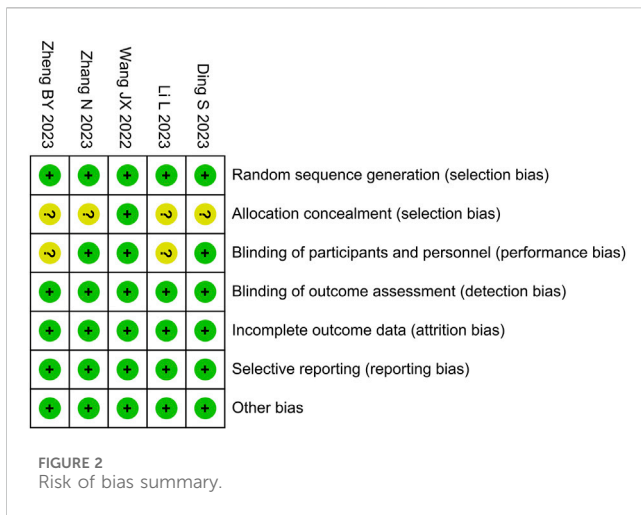 Zheng BY 2023
Zhang N 2023
Wang JX 2022
Li L 2023
Ding S 2023
+ + + + + Random sequence generation (selection bias)
? ? + ? ? Allocation concealment (selection bias)
? + + ? + Blinding of participants and personnel (performance bias)
+ + + + + Blinding of outcome assessment (detection bias)
+ + + + + Incomplete outcome data (attrition bias)
+ + + + + Selective reporting (reporting bias)
+ + + + + Other bias
FIGURE 2
Risk of bias summary.